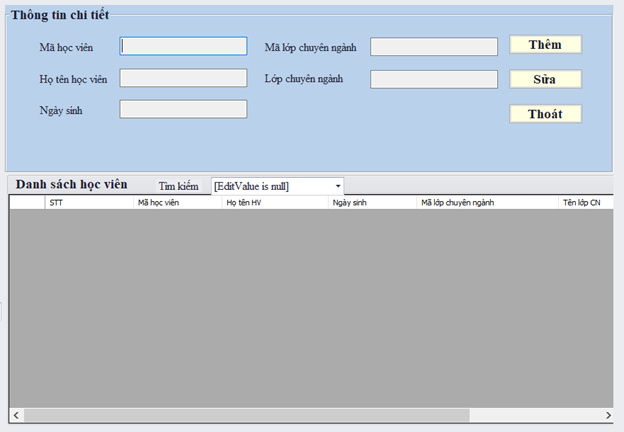 Thông tin chi tiết
Mã học viên
Mã lớp chuyên ngành
Thêm
Họ tên học viên
Lớp chuyên ngành
Sửa
Ngày sính
Thoát
Danh sách học viên
Tìm kiếm
[EditValue is null]
STT Mã học viên Họ tên HV Ngày sinh Mã lớp chuyên ngành Tên lớp CN